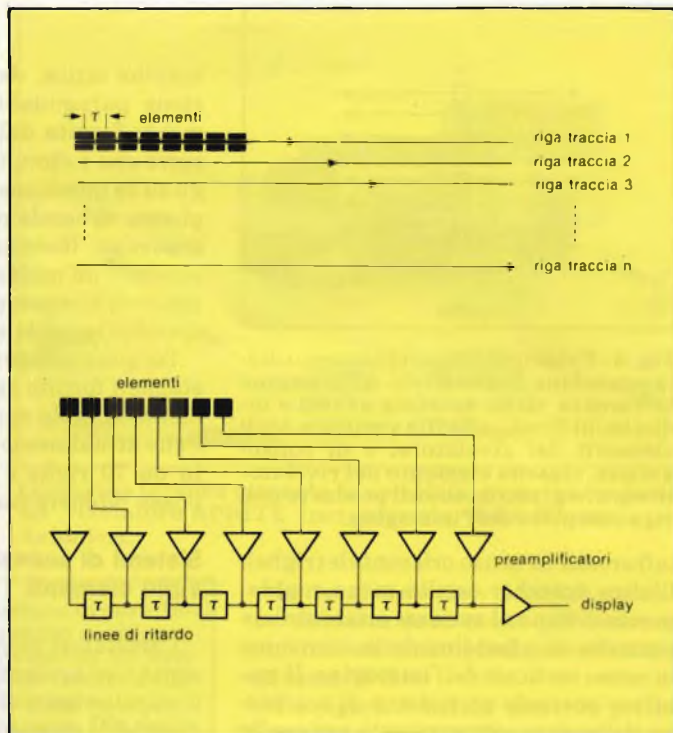 τ elementi
riga traccia 1
riga traccia 2
riga traccia 3
riga traccia n
elementi
preamplificatori
τ τ τ τ τ τ τ
display
linee di ritardo